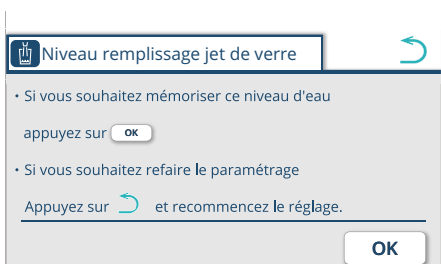 Niveau remplissage jet de verre
• Si vous souhaitez mémoriser ce niveau d'eau
appuyez sur OK
• Si vous souhaitez refaire le paramétrage
Appuyez sur et recommencez le réglage.
OK